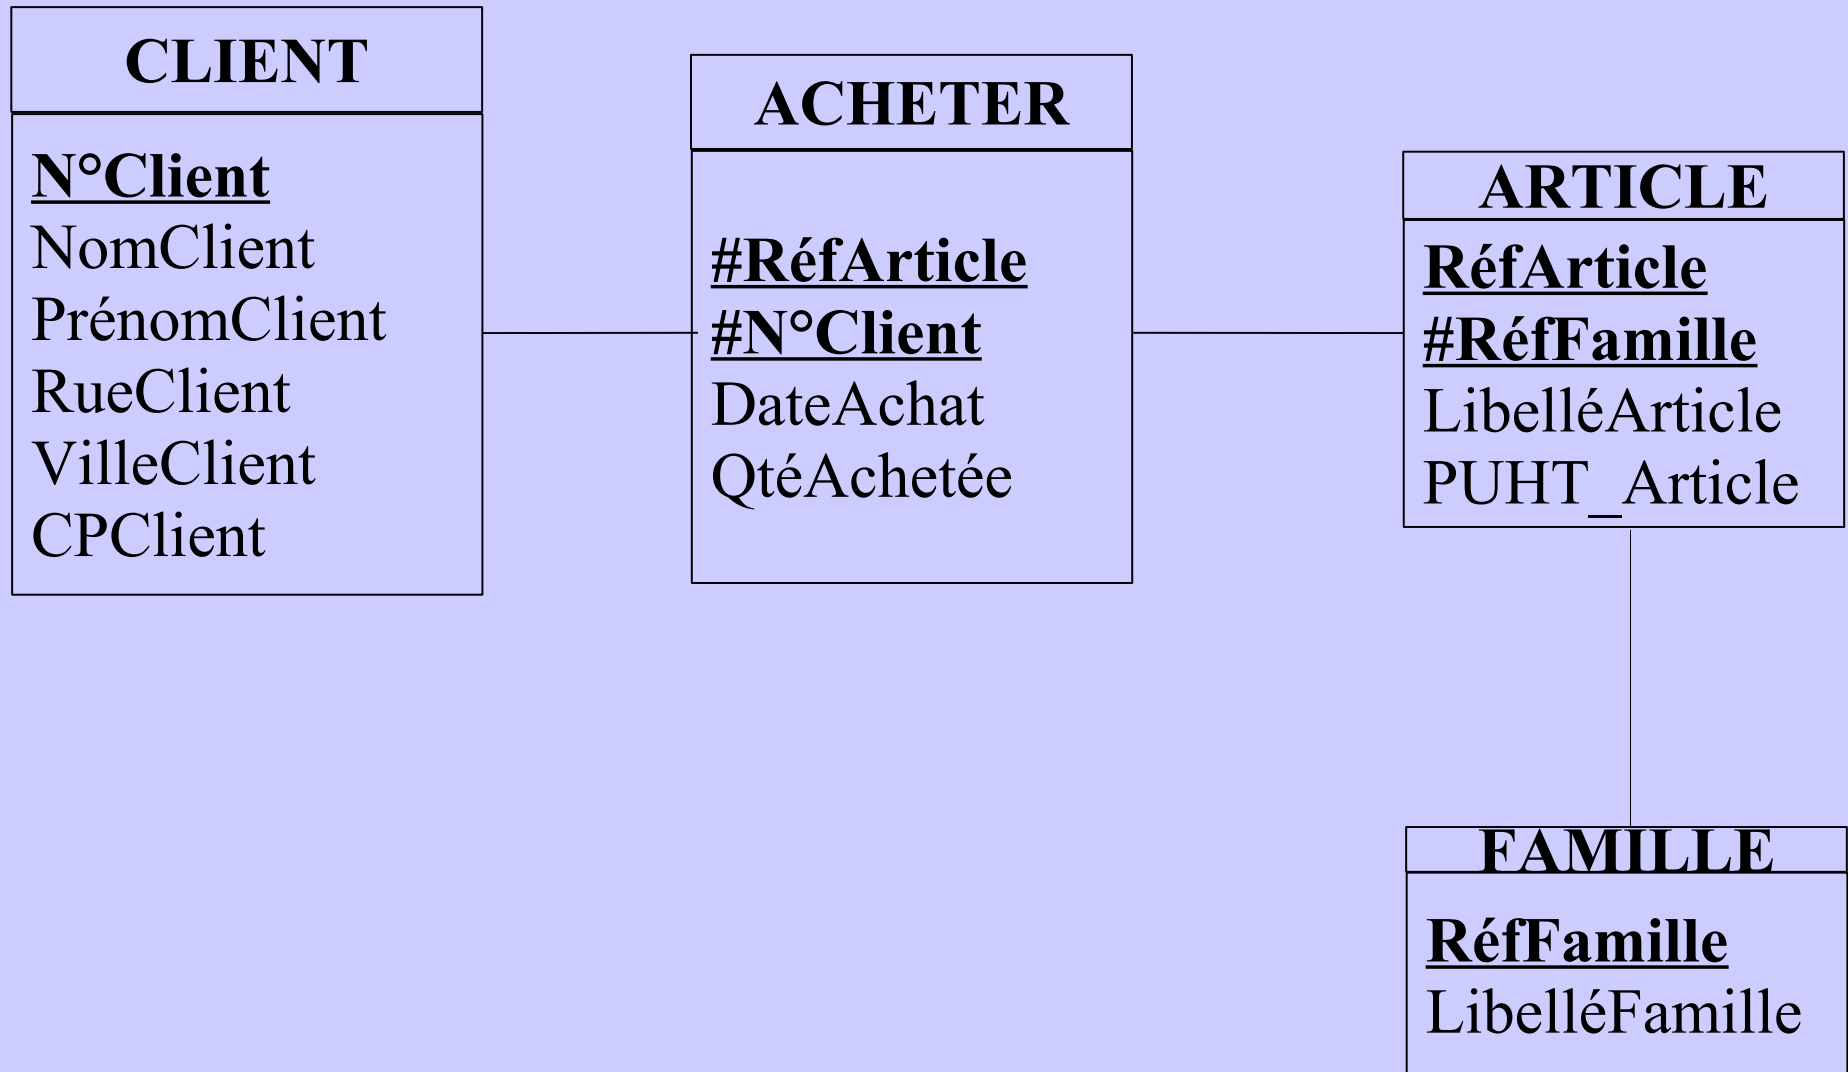 CLIENT
N°Client
NomClient
PrénomClient
RueClient
VilleClient
CPClient
ACHETER
#RéfArticle
#N°Client
DateAchat
QtéAchetée
ARTICLE
RéfArticle
#RéfFamille
LibelléArticle
PUHT_Article
FAMILLE
RéfFamille
LibelléFamille